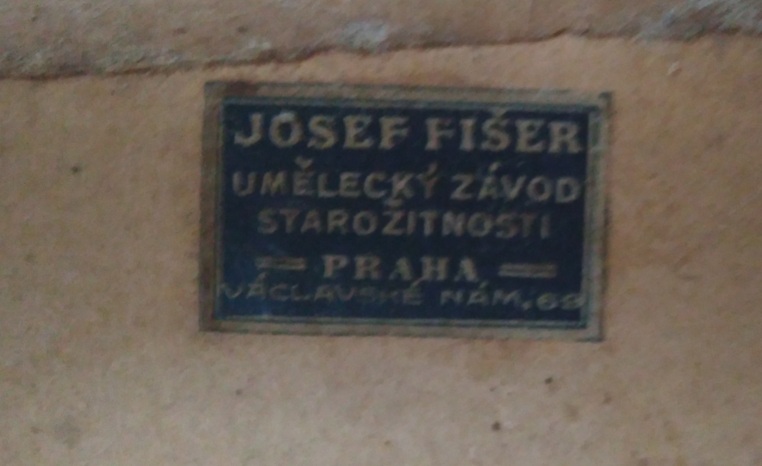 JOSEF FIŠER
UMĚLECKÝ ZÁVOD
STAROŽITNOSTI
PRAHA
VÁCLAVSKÉ NÁM. 69